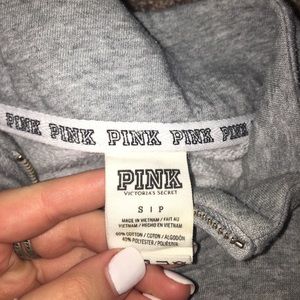 PINK PINK PINK PINK PINK
PINK
VICTORIA'S SECRET
S | P
MADE IN VIETNAM / FAIT AU
VIETNAM / HECHO EN VIETNAM
60% COTTON / COTON / ALGODÓN
40% POLYESTER / POLIÉSTER